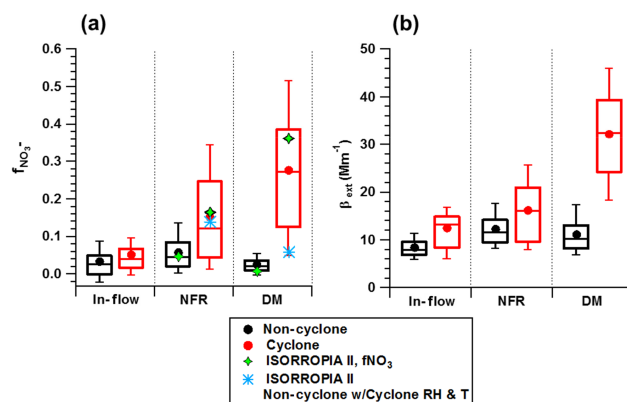 (a)
(b)
0.6
0.5
0.4
0.3
0.2
0.1
0.0
fNO₃-
In-flow
NFR
DM
50
40
30
20
10
0
β ext (Mm⁻¹)
In-flow
NFR
DM
Non-cyclone
Cyclone
ISORROPIA II, fNO₃
ISORROPIA II
Non-cyclone w/Cyclone RH & T